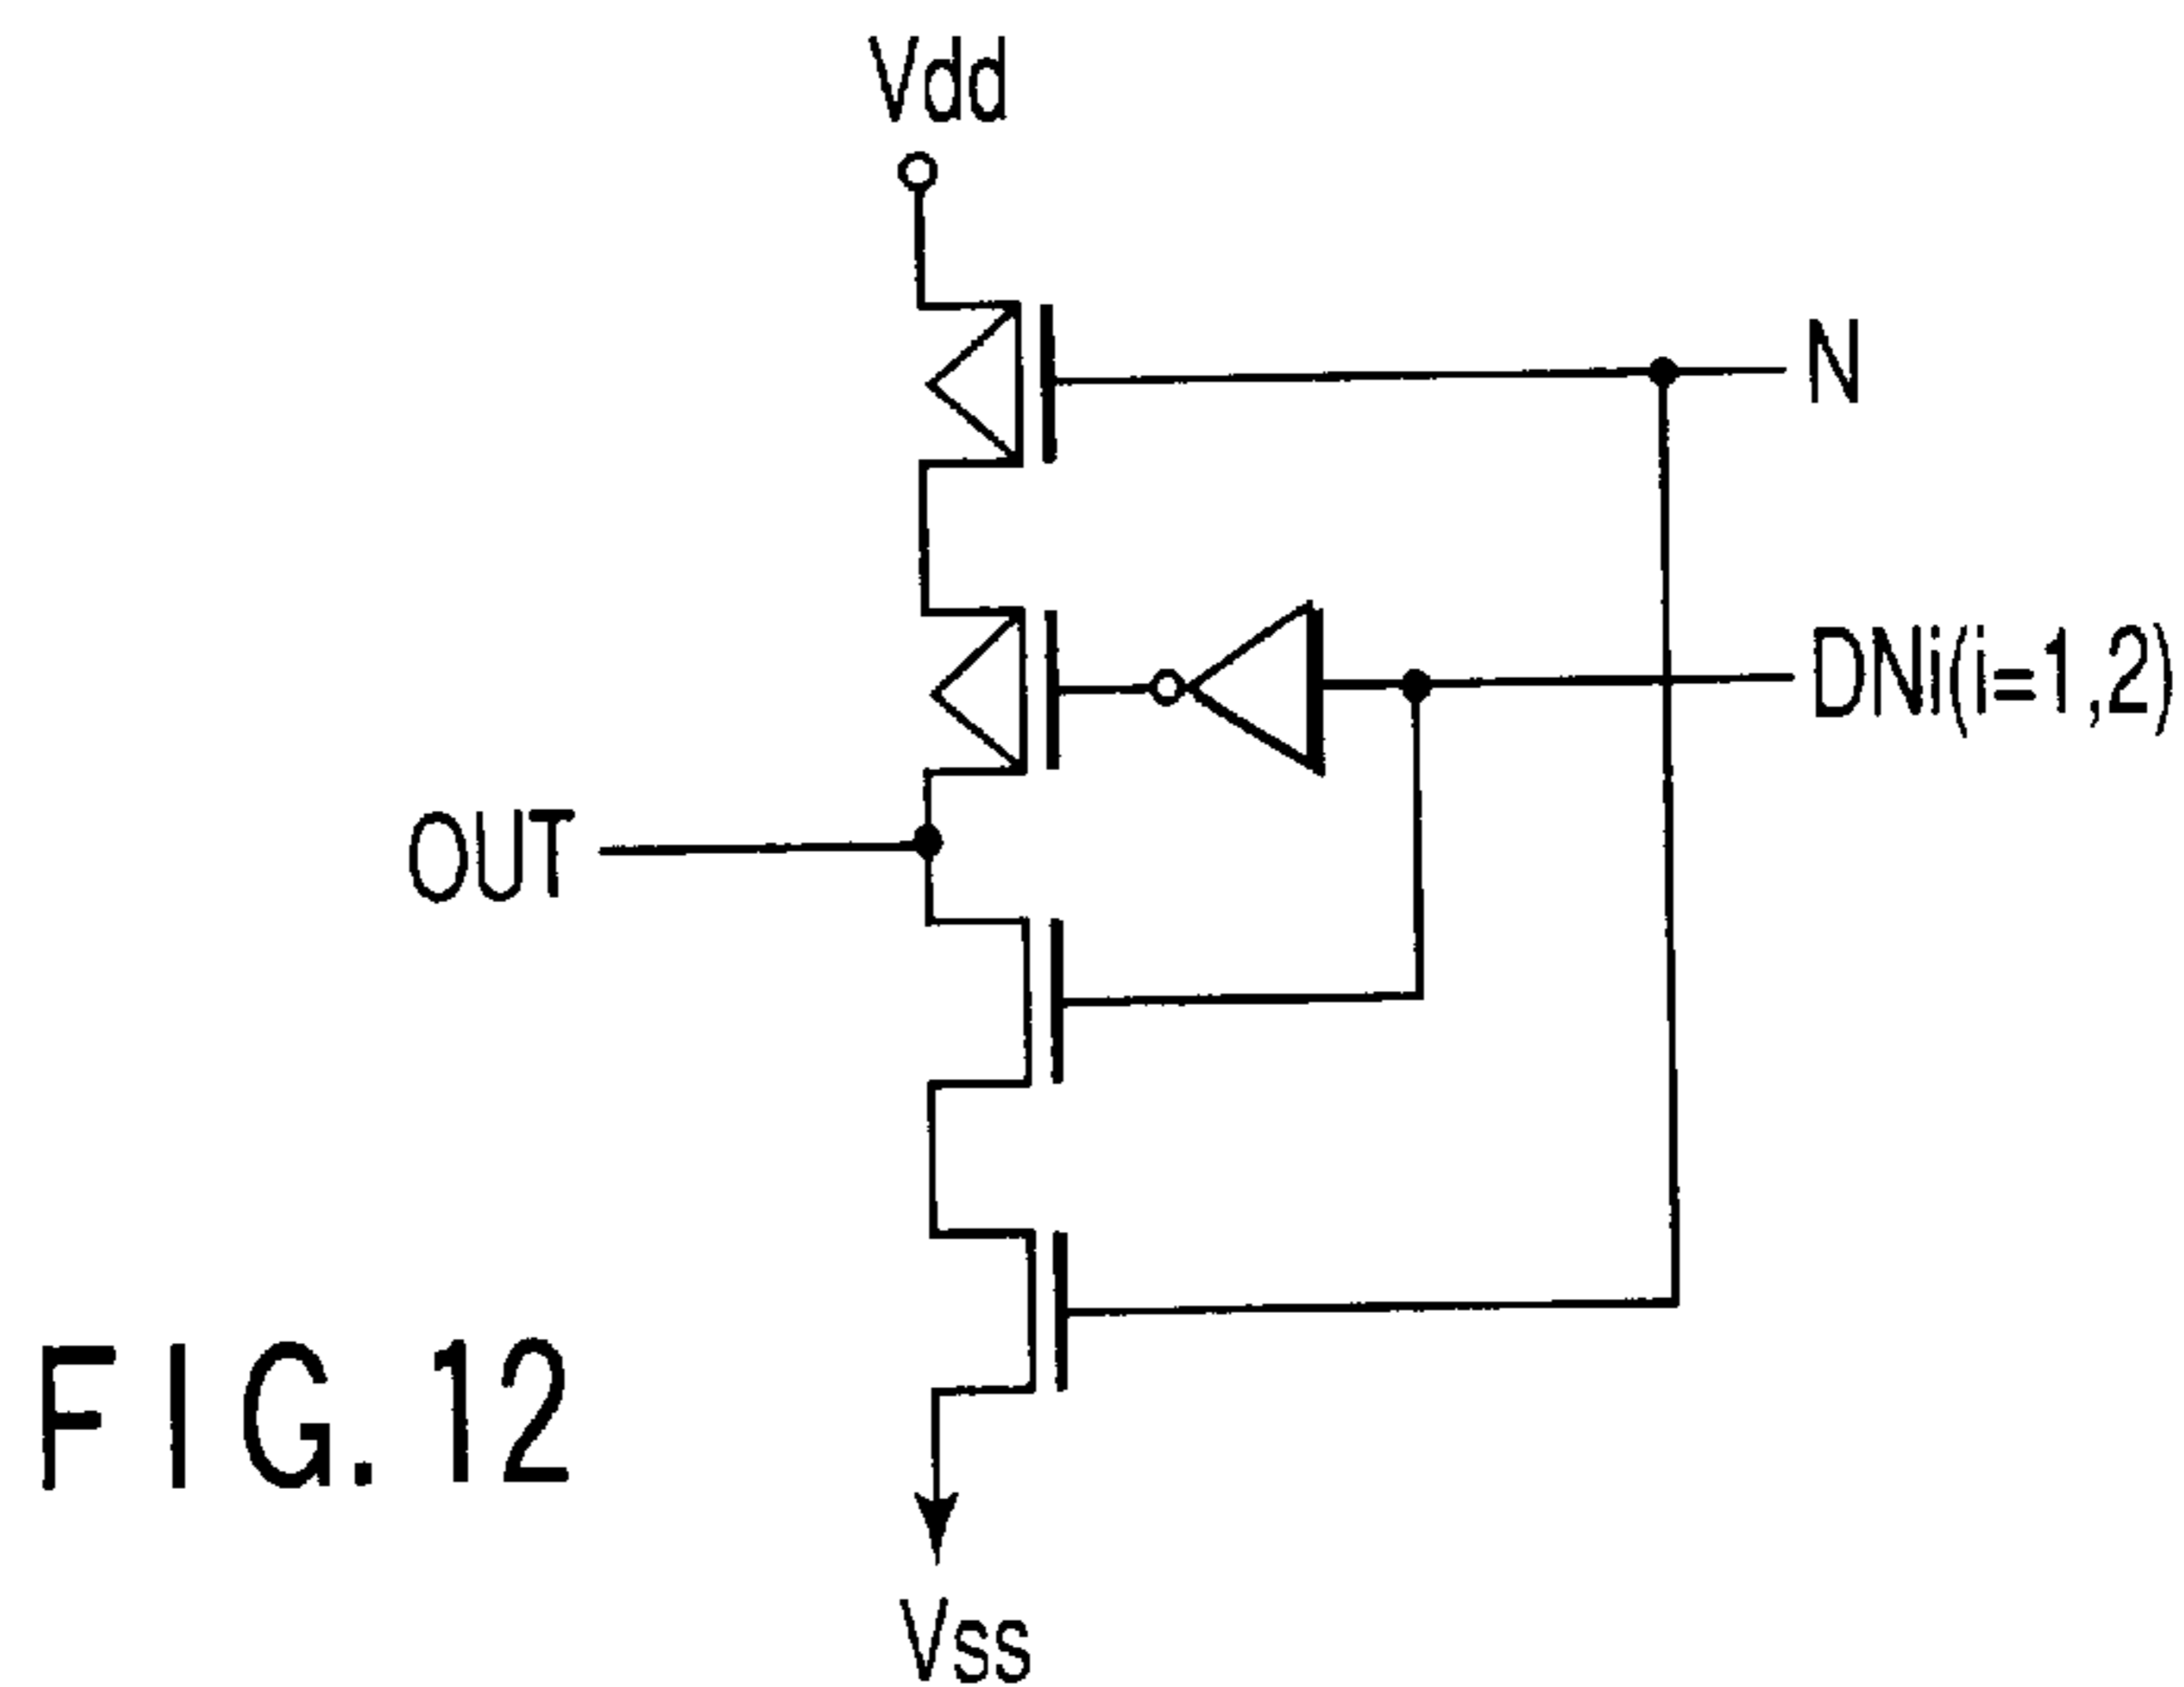 Vdd
N
DNi(i=1,2)
OUT
FIG. 12
Vss